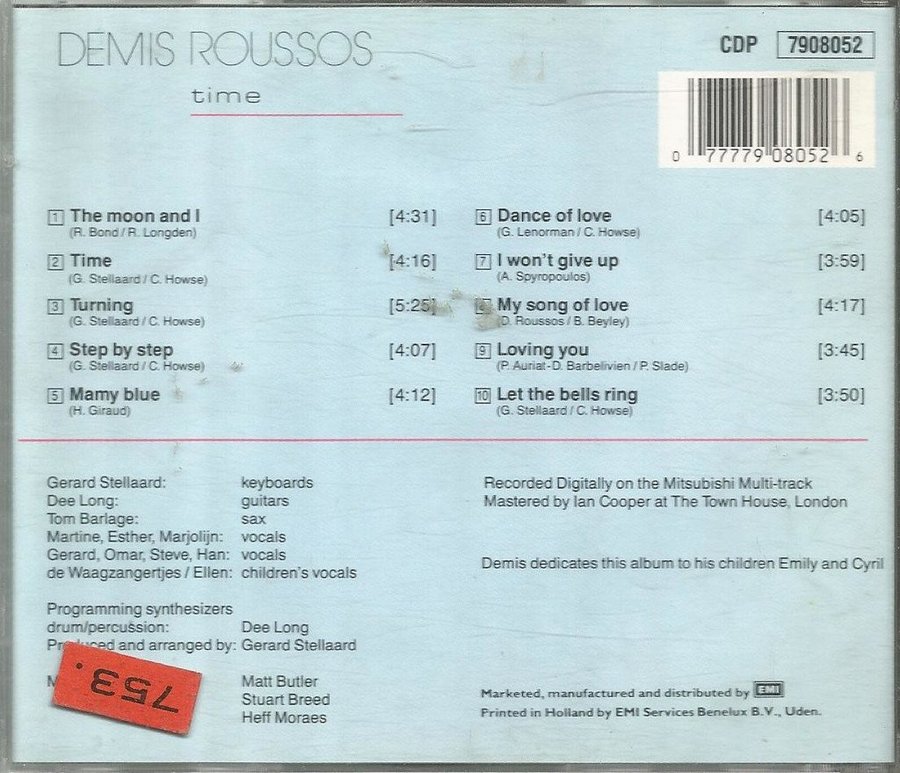 DEMIS ROUSSOS
time
CDP 7908052
0 77779 08052 6
1 The moon and I [4:31]
(R. Bond / R. Longden)
2 Time [4:16]
(G. Stellaard / C. Howse)
3 Turning [5:25]
(G. Stellaard / C. Howse)
4 Step by step [4:07]
(G. Stellaard / C. Howse)
5 Mamy blue [4:12]
(H. Giraud)
6 Dance of love [4:05]
(G. Lenorman / C. Howse)
7 I won't give up [3:59]
(A. Spyropoulos)
My song of love [4:17]
D. Roussos / B. Beyley)
9 Loving you [3:45]
(P. Auriat-D. Barbelivien / P. Slade)
10 Let the bells ring [3:50]
(G. Stellaard / C. Howse)
Gerard Stellaard: keyboards
Dee Long: guitars
Tom Barlage: sax
Martine, Esther, Marjolijn: vocals
Gerard, Omar, Steve, Han: vocals
de Waagzangertjes / Ellen: children's vocals
Programming synthesizers
drum/percussion: Dee Long
Produced and arranged by: Gerard Stellaard
Matt Butler
Stuart Breed
Heff Moraes
753.
Recorded Digitally on the Mitsubishi Multi-track
Mastered by Ian Cooper at The Town House, London
Demis dedicates this album to his children Emily and Cyril
Marketed, manufactured and distributed by EMI
Printed in Holland by EMI Services Benelux B.V., Uden.